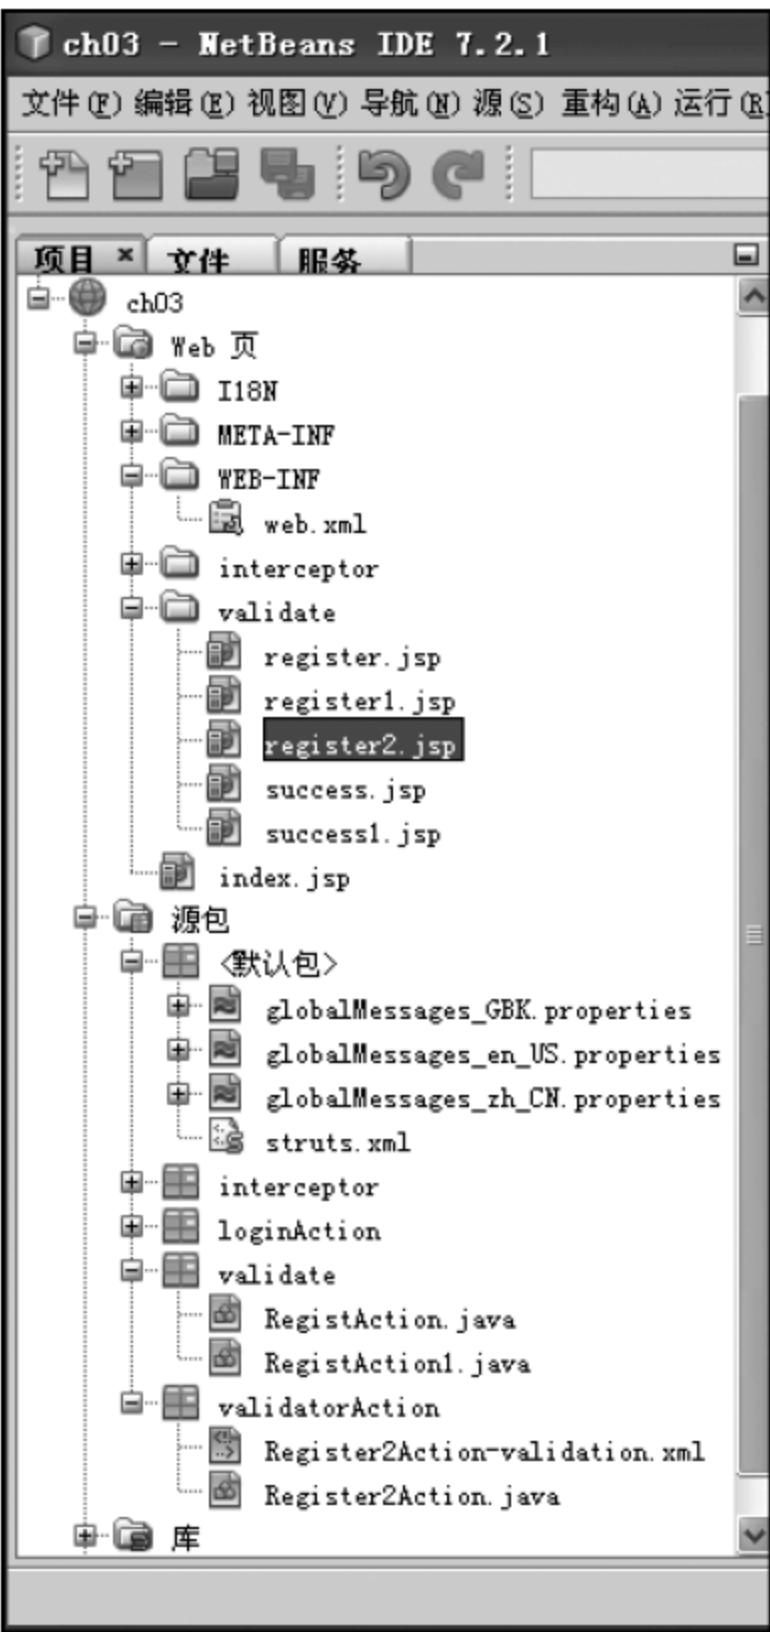 ch03 - NetBeans IDE 7.2.1
文件(F) 编辑(E) 视图(V) 导航(N) 源(S) 重构(A) 运行(R)
项目 × 文件 服务
ch03
Web 页
I18N
META-INF
WEB-INF
web.xml
interceptor
validate
register.jsp
register1.jsp
register2.jsp
success.jsp
success1.jsp
index.jsp
源包
<默认包>
globalMessages_GBK.properties
globalMessages_en_US.properties
globalMessages_zh_CN.properties
struts.xml
interceptor
loginAction
validate
RegistAction.java
RegistAction1.java
validatorAction
Register2Action-validation.xml
Register2Action.java
库